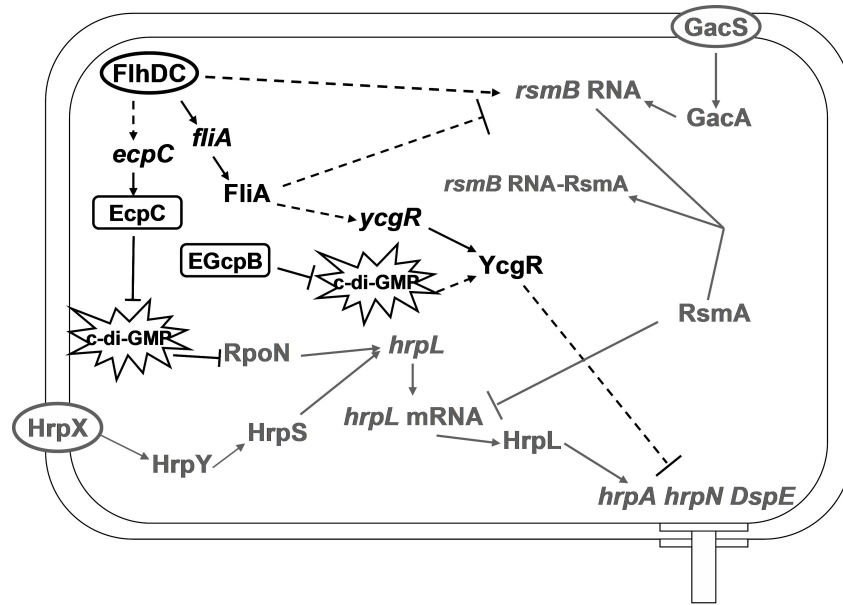 GacS
FlhDC
rsmB RNA
GacA
fliA
ecpC
rsmB RNA-RsmA
FliA
EcpC
ycgR
EGcpB
c-di-GMP
YcgR
RsmA
c-di-GMP
RpoN
hrpL
hrpL mRNA
HrpX
HrpS
HrpL
HrpY
hrpA hrpN DspE